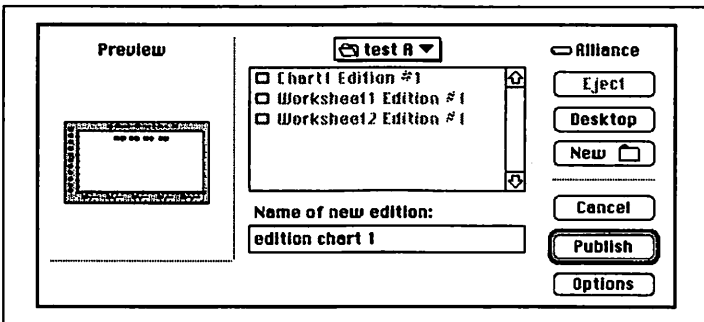 Preview
test A
Chart1 Edition #1
Worksheet1 Edition #1
Worksheet2 Edition #1
Name of new edition:
edition chart 1
Alliance
Eject
Desktop
New
Cancel
Publish
Options